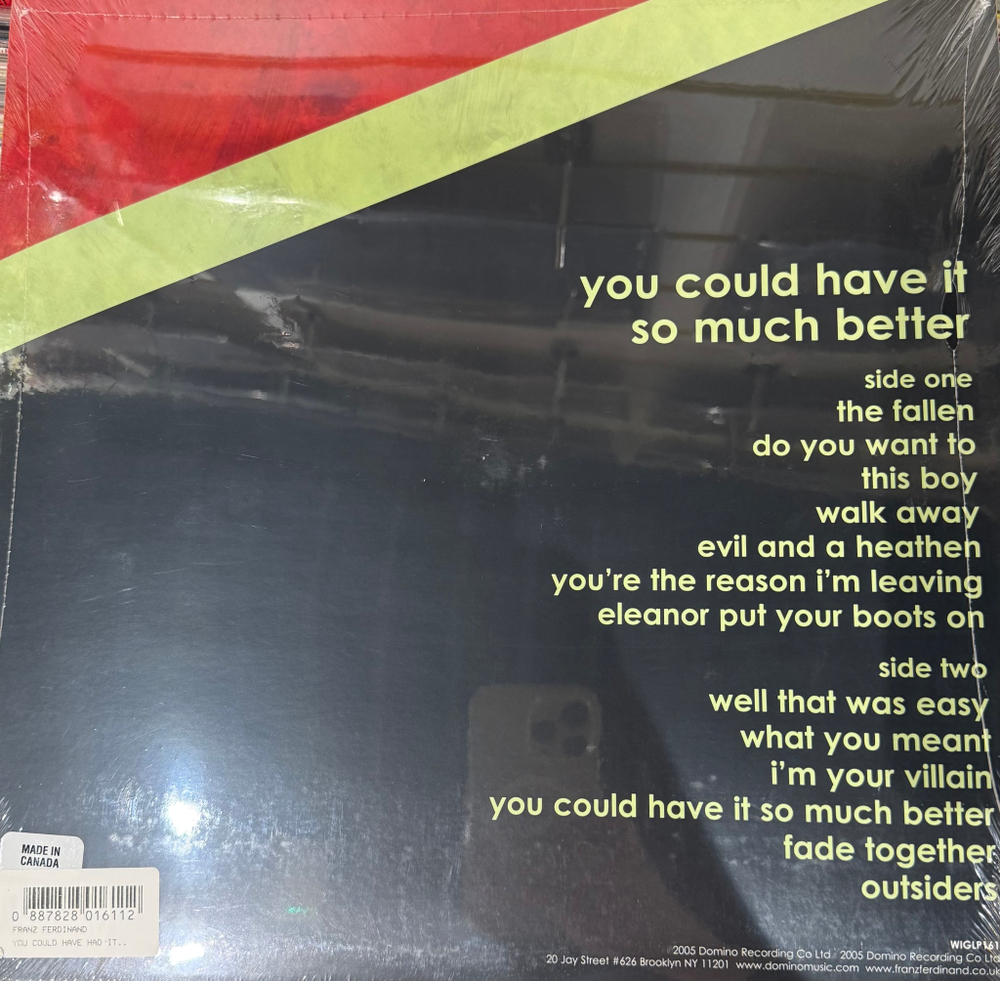 you could have it
so much better
side one
the fallen
do you want to
this boy
walk away
evil and a heathen
you're the reason i'm leaving
eleanor put your boots on
side two
well that was easy
what you meant
i'm your villain
you could have it so much better
fade together
outsiders
MADE IN
CANADA
0 887828 016112
FRANZ FERDINAND
YOU COULD HAVE HAD IT..
WIGLP161
2005 Domino Recording Co Ltd 2005 Domino Recording Co Ltd
20 Jay Street #626 Brooklyn NY 11201 www.dominomusic.com www.franzferdinand.co.uk